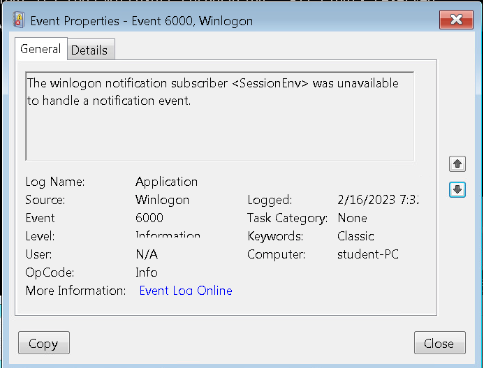 Event Properties - Event 6000, Winlogon
General Details
The winlogon notification subscriber <SessionEnv> was unavailable
to handle a notification event.
Log Name: Application
Source: Winlogon Logged: 2/16/2023 7:3.
Event 6000 Task Category: None
Level: Information Keywords: Classic
User: N/A Computer: student-PC
OpCode: Info
More Information: Event Log Online
Copy Close